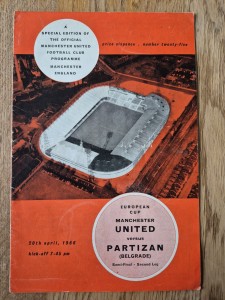 A
SPECIAL EDITION OF
THE OFFICIAL
MANCHESTER UNITED
FOOTBALL CLUB
PROGRAMME
MANCHESTER
ENGLAND
price sixpence . number twenty-five
EUROPEAN
CUP
MANCHESTER
UNITED
versus
PARTIZAN
(BELGRADE)
Semi-Final - Second Leg
20th april, 1966
kick-off 7-45 pm